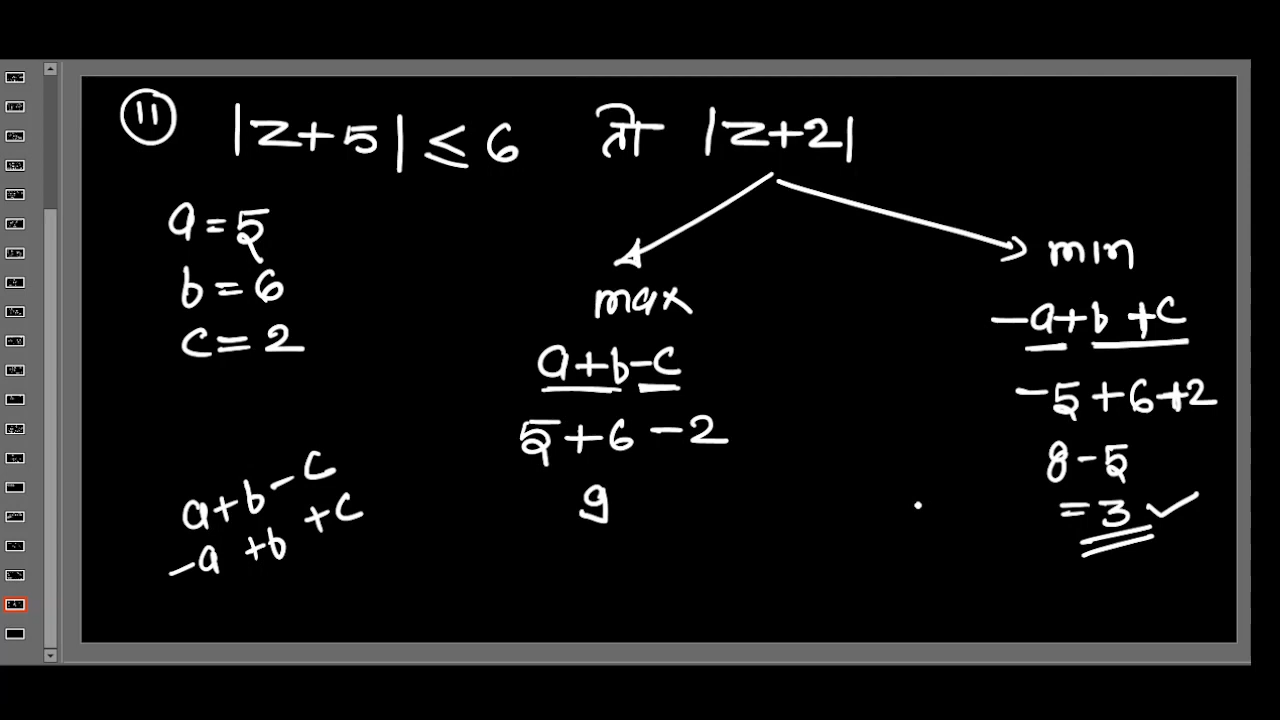 11 |z+5| ≤ 6 तो |z+2|
a = 5
b = 6
c = 2
max
a+b-c
5+6-2
9
min
-a+b+c
-5+6+2
8-5
= 3 ✓
a+b-c
-a+b+c